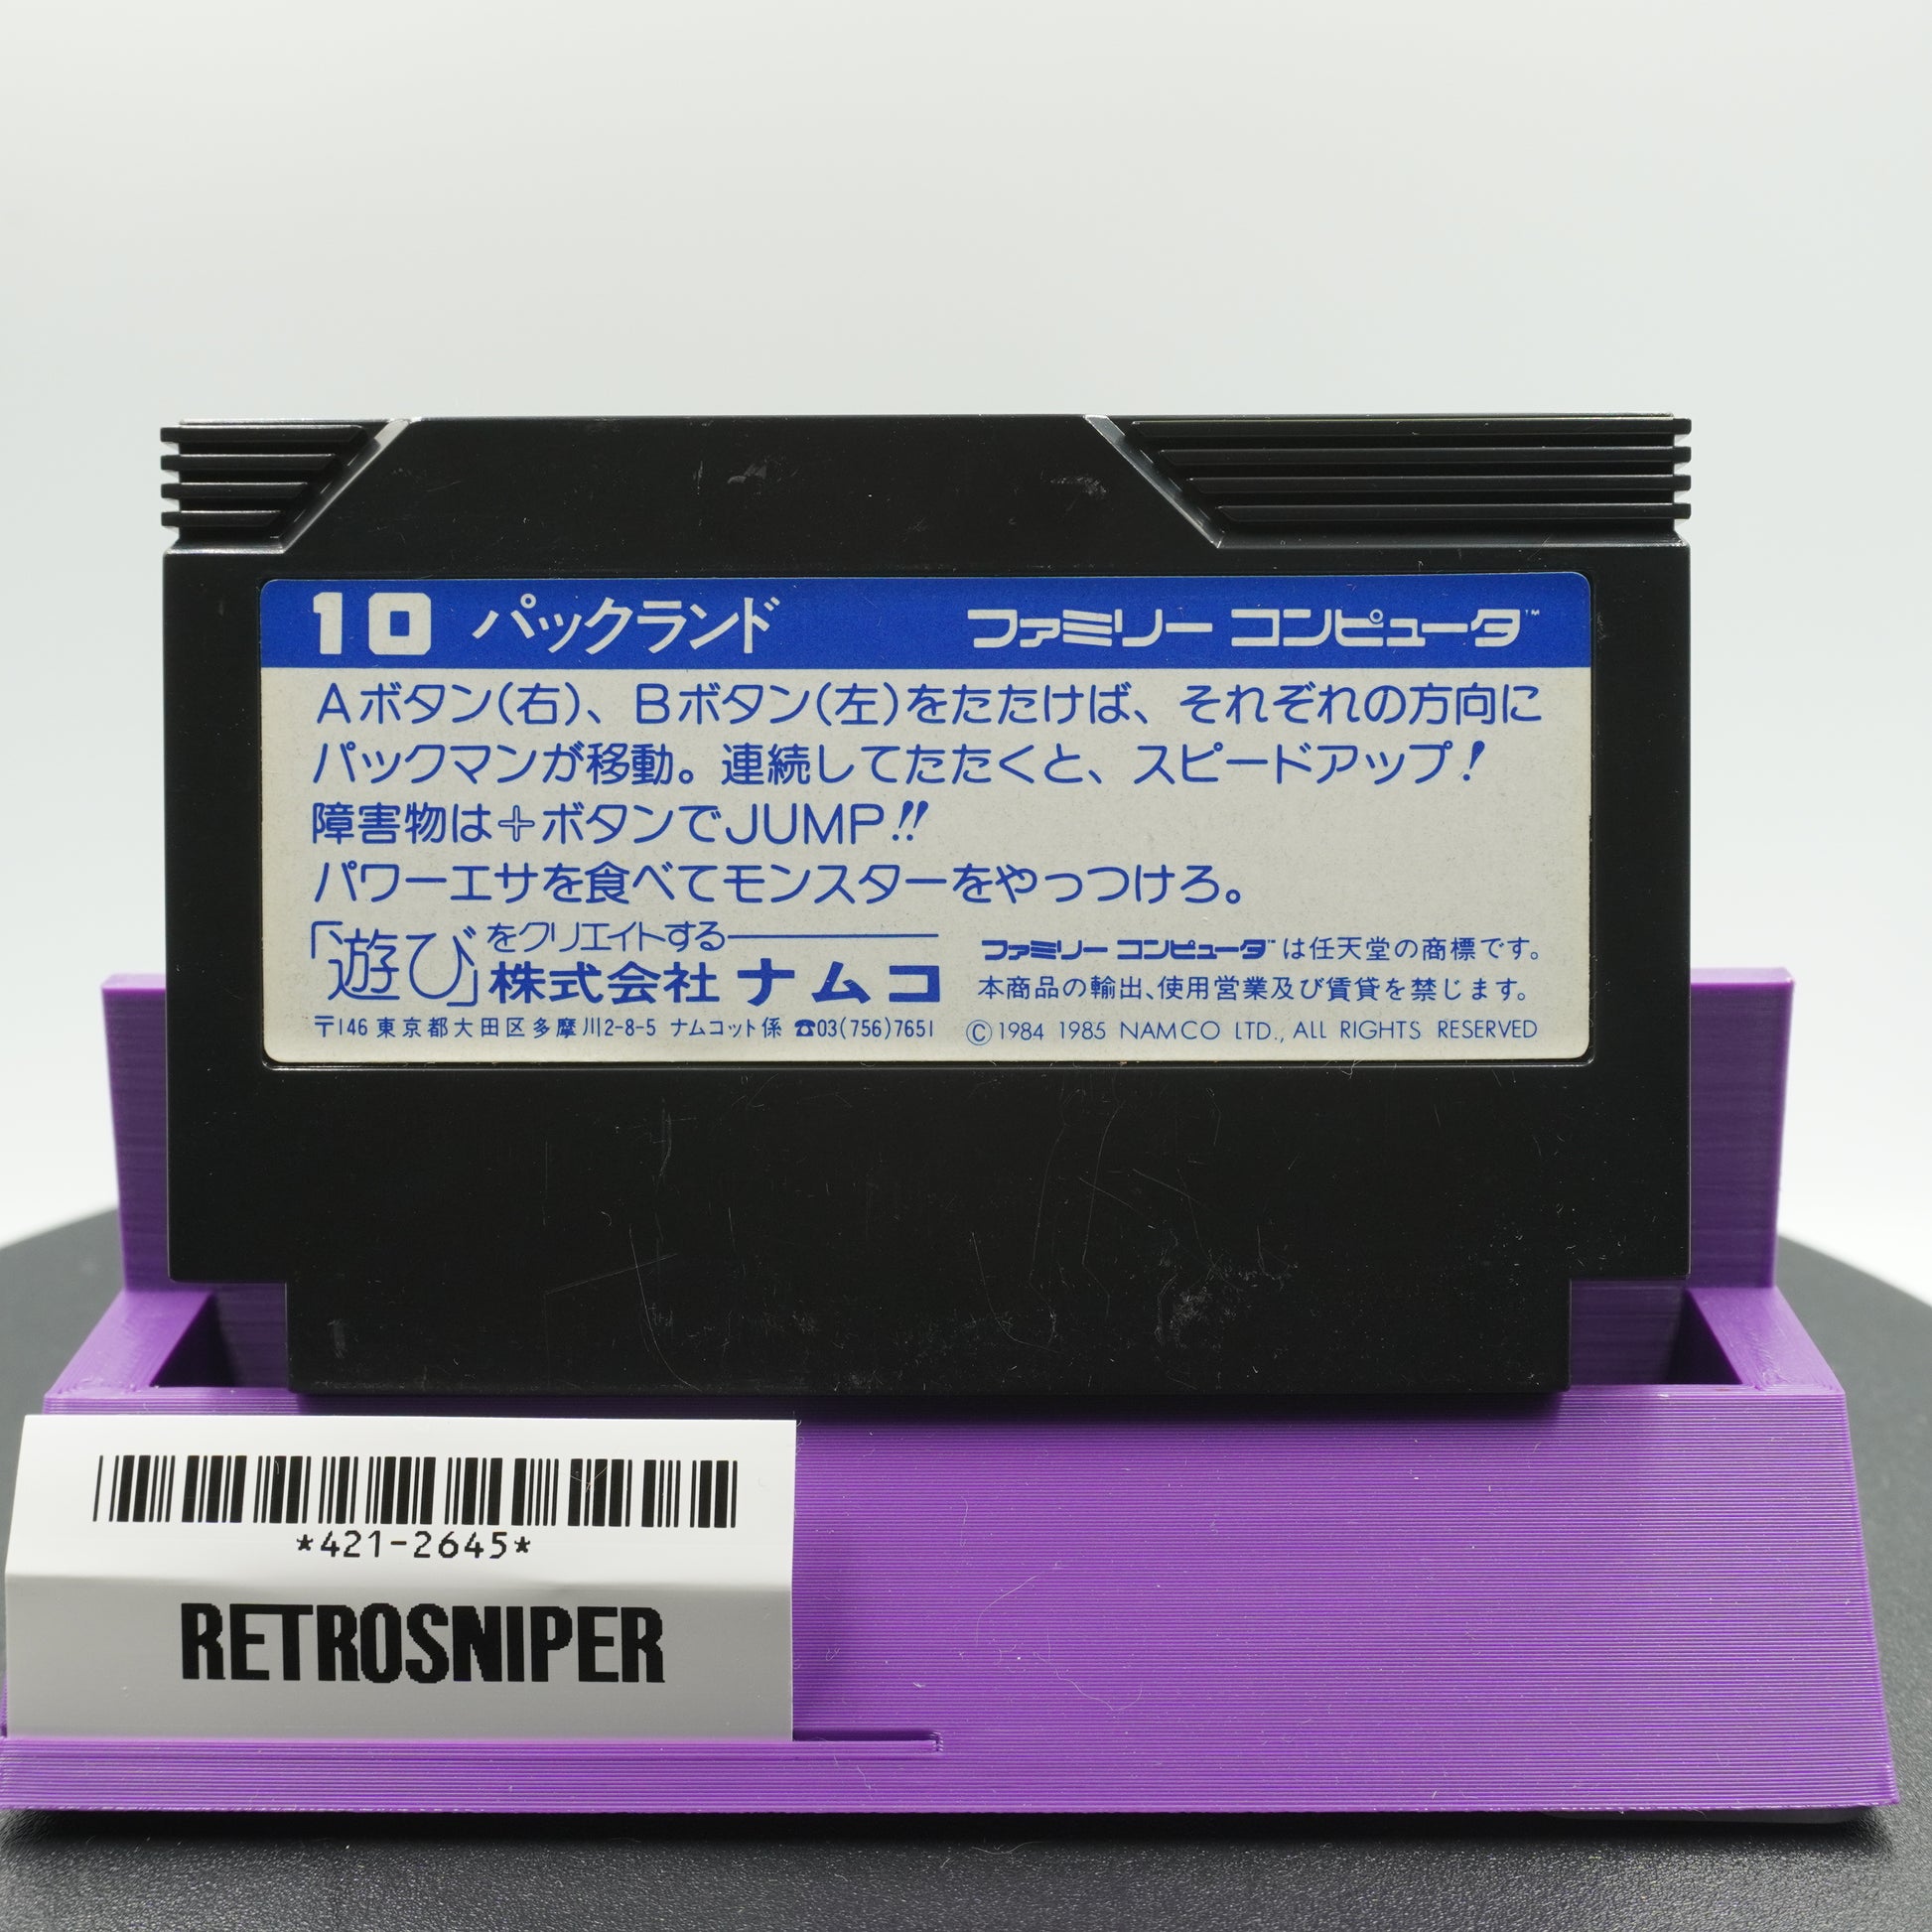 10 パックランド ファミリー コンピュータ™
Aボタン(右)、Bボタン(左)をたたけば、それぞれの方向に
パックマンが移動。連続してたたくと、スピードアップ!
障害物は✛ボタンでJUMP!!
パワーエサを食べてモンスターをやっつけろ。
「遊び」をクリエイトする――
株式会社 ナムコ
〒146 東京都大田区多摩川2-8-5 ナムコット係 ☎03(756)7651
ファミリー コンピュータ™は任天堂の商標です。
本商品の輸出、使用営業及び賃貸を禁じます。
©1984 1985 NAMCO LTD., ALL RIGHTS RESERVED
*421-2645*
RETROSNIPER